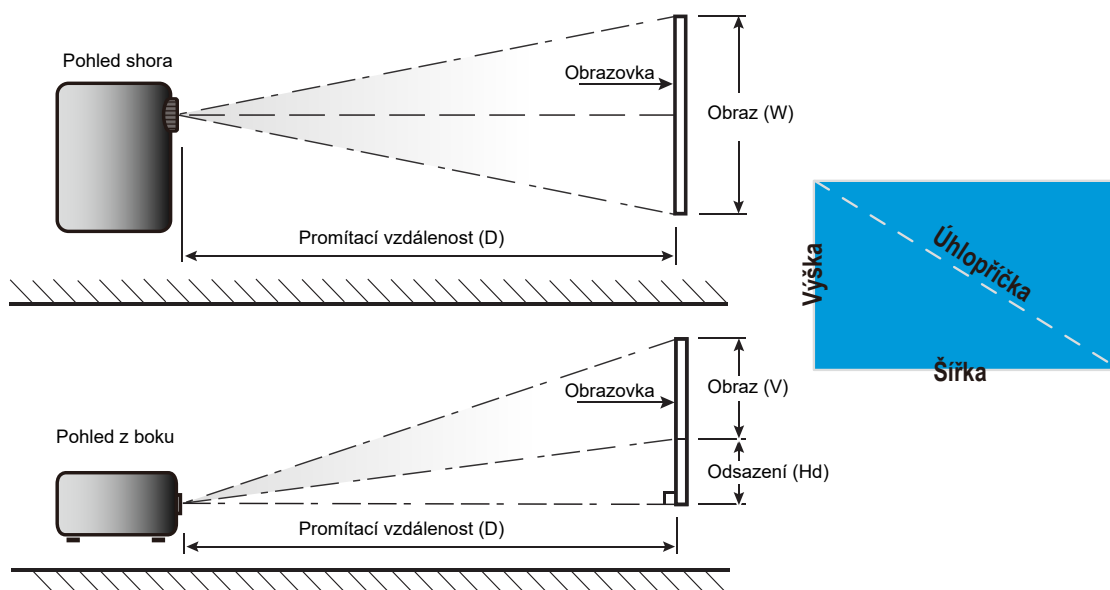 Pohled shora
Obrazovka
Obraz (W)
Promítací vzdálenost (D)
Výška
Úhlopříčka
Šířka
Pohled z boku
Obrazovka
Obraz (V)
Odsazení (Hd)
Promítací vzdálenost (D)